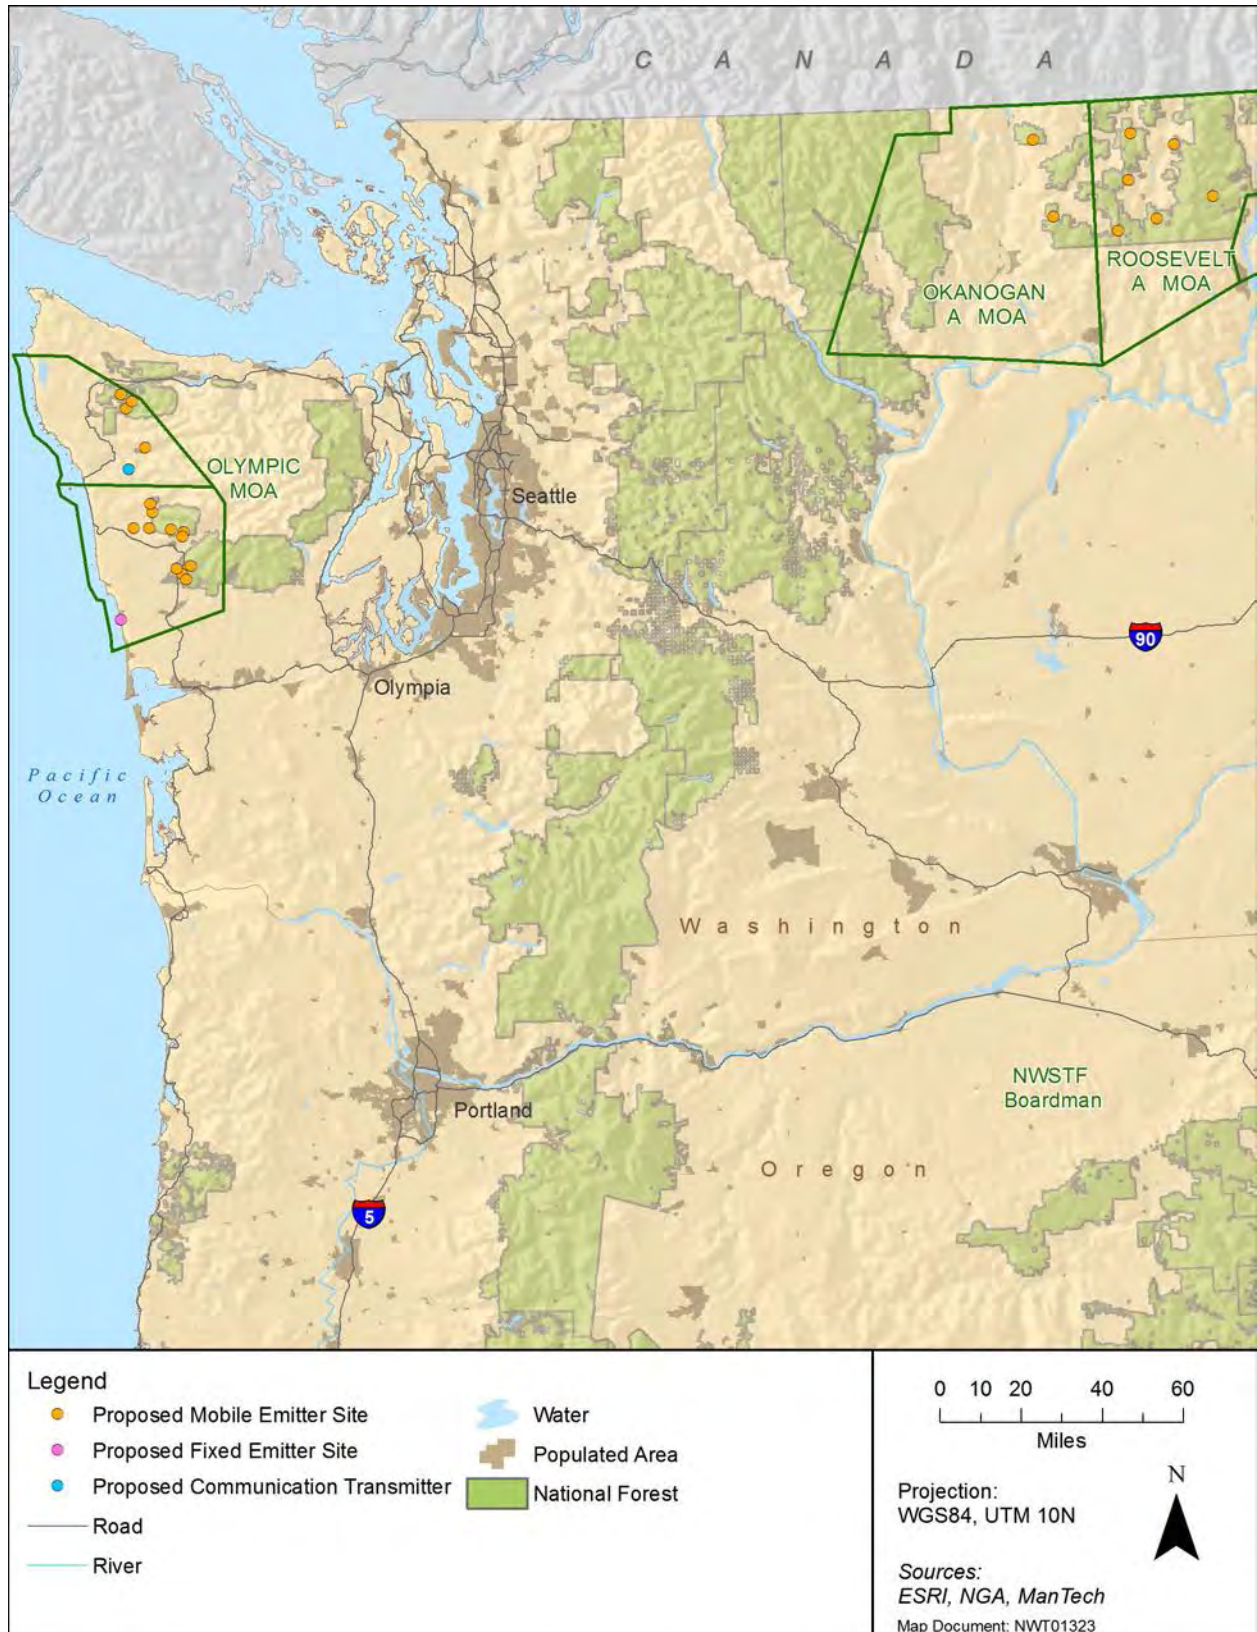 C A N A D A
OKANOGAN
A MOA
ROOSEVELT
A MOA
OLYMPIC
MOA
Seattle
90
Olympia
Pacific
Ocean
Washington
NWSTF
Boardman
Portland
Oregon
5
Legend
Proposed Mobile Emitter Site
Proposed Fixed Emitter Site
Proposed Communication Transmitter
Road
River
Water
Populated Area
National Forest
0 10 20 40 60
Miles
N
Projection:
WGS84, UTM 10N
Sources:
ESRI, NGA, ManTech
Map Document: NWT01323